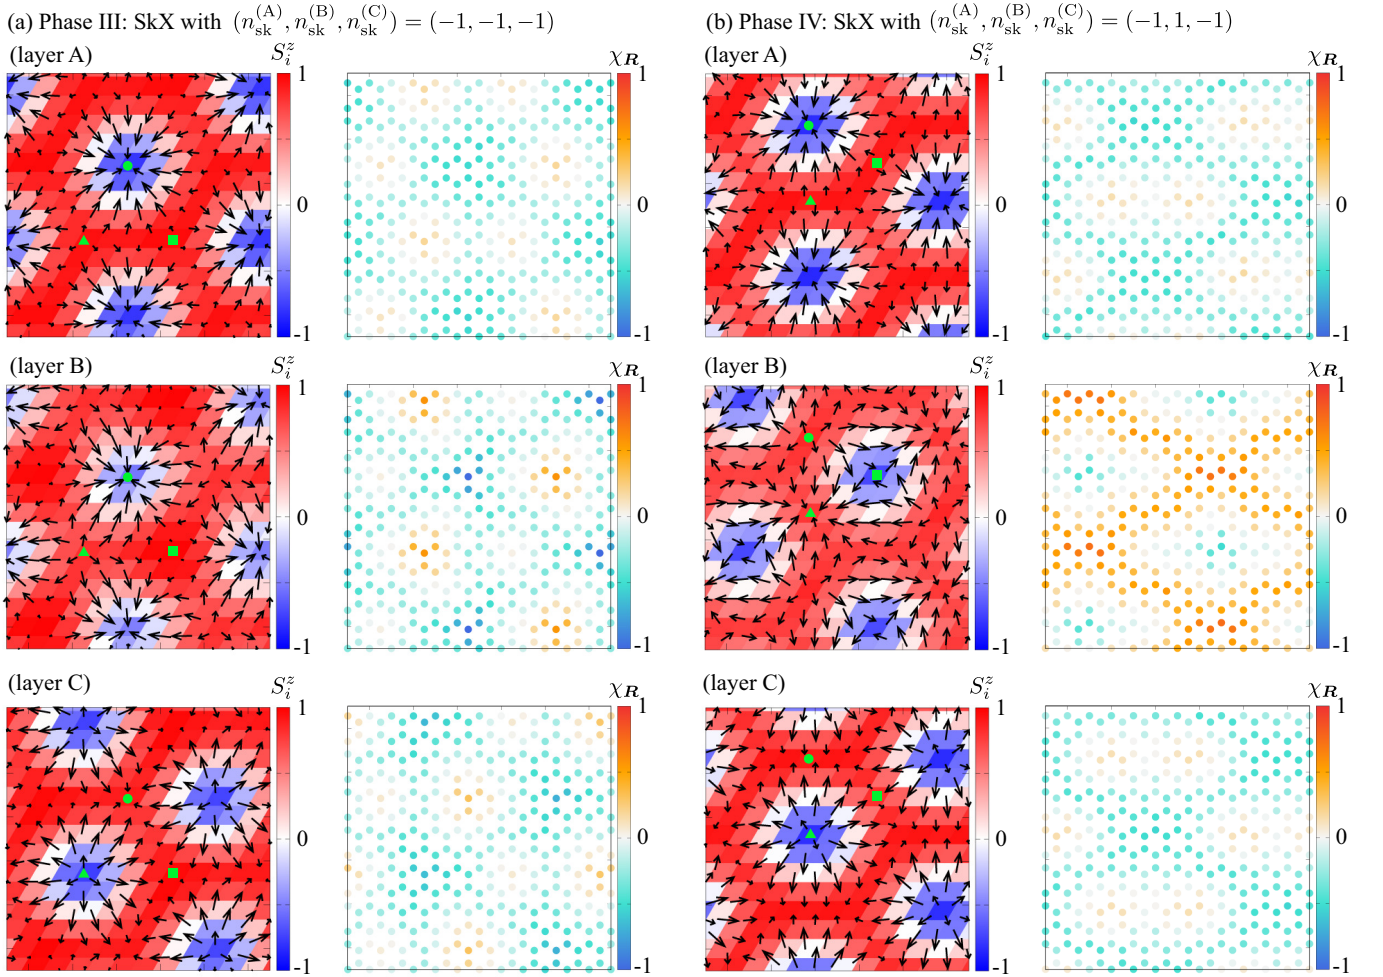 (a) Phase III: SkX with (n_sk^(A), n_sk^(B), n_sk^(C)) = (−1, −1, −1)
(layer A) S_i^z χ_R
1 1
0 0
-1 -1
(layer B) S_i^z χ_R
1 1
0 0
-1 -1
(layer C) S_i^z χ_R
1 1
0 0
-1 -1
(b) Phase IV: SkX with (n_sk^(A), n_sk^(B), n_sk^(C)) = (−1, 1, −1)
(layer A) S_i^z χ_R
1 1
0 0
-1 -1
(layer B) S_i^z χ_R
1 1
0 0
-1 -1
(layer C) S_i^z χ_R
1 1
0 0
-1 -1